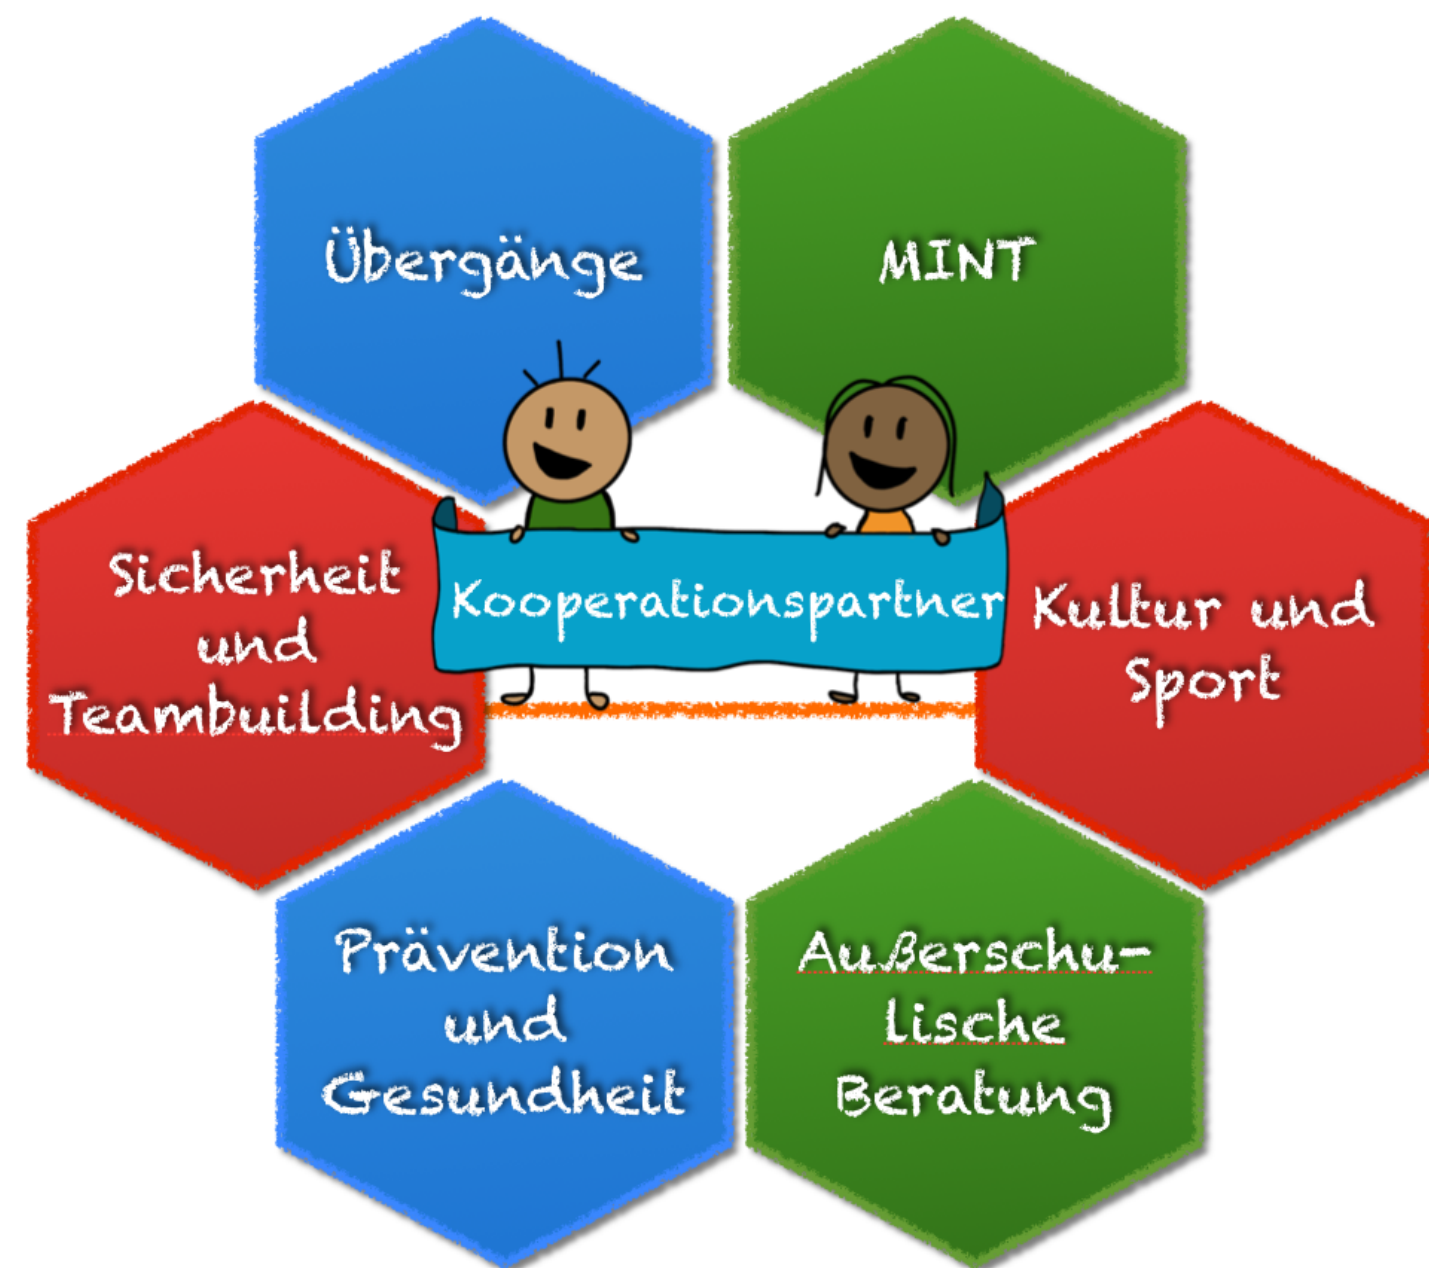 Übergänge
MINT
Sicherheit
und
Teambuilding
Kooperationspartner
Kultur und
Sport
Prävention
und
Gesundheit
Außerschu-
lische
Beratung